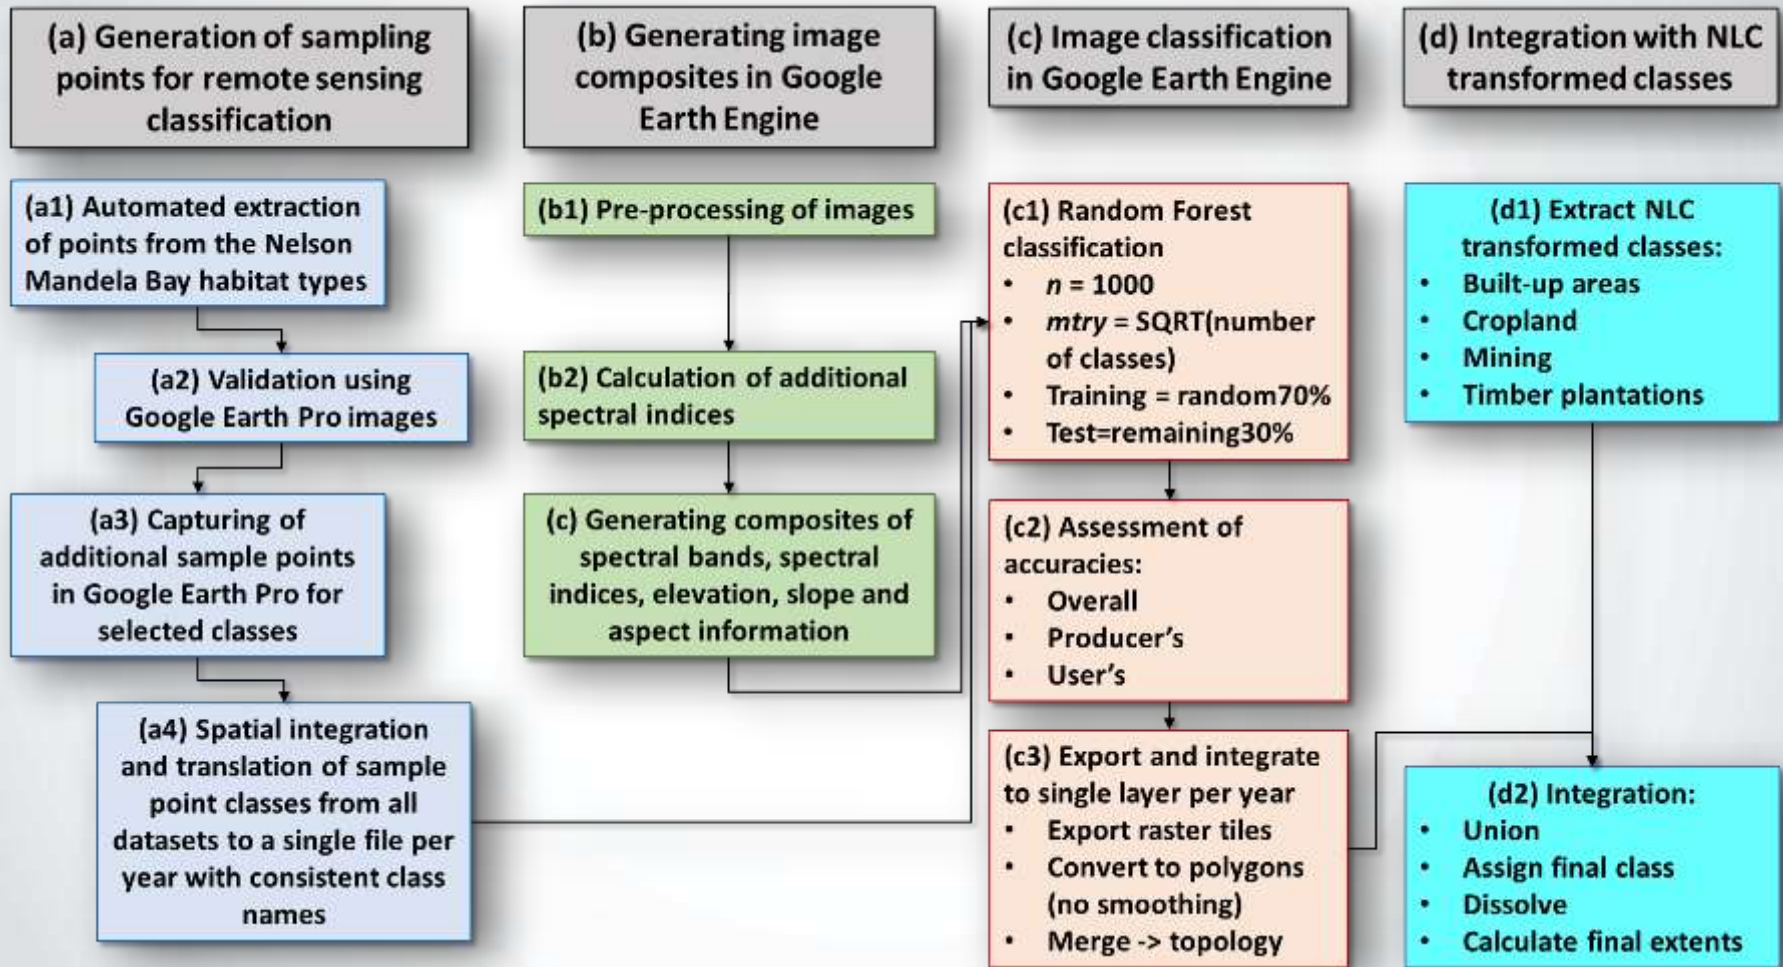 (a) Generation of sampling
points for remote sensing
classification
(a1) Automated extraction
of points from the Nelson
Mandela Bay habitat types
(a2) Validation using
Google Earth Pro images
(a3) Capturing of
additional sample points
in Google Earth Pro for
selected classes
(a4) Spatial integration
and translation of sample
point classes from all
datasets to a single file per
year with consistent class
names
(b) Generating image
composites in Google
Earth Engine
(b1) Pre-processing of images
(b2) Calculation of additional
spectral indices
(c) Generating composites of
spectral bands, spectral
indices, elevation, slope and
aspect information
(c) Image classification
in Google Earth Engine
(c1) Random Forest
classification
• n = 1000
• mtry = SQRT(number
of classes)
• Training = random70%
• Test=remaining30%
(c2) Assessment of
accuracies:
• Overall
• Producer's
• User's
(c3) Export and integrate
to single layer per year
• Export raster tiles
• Convert to polygons
(no smoothing)
• Merge -> topology
(d) Integration with NLC
transformed classes
(d1) Extract NLC
transformed classes:
• Built-up areas
• Cropland
• Mining
• Timber plantations
(d2) Integration:
• Union
• Assign final class
• Dissolve
• Calculate final extents